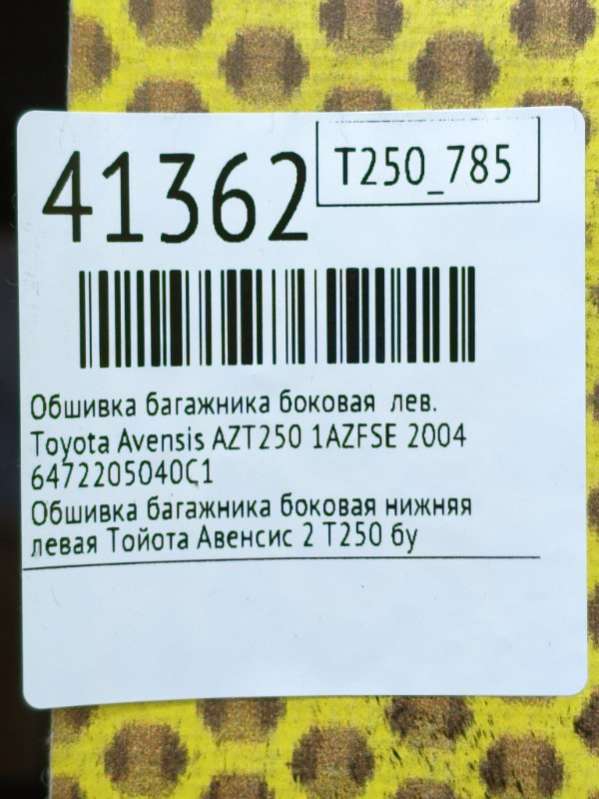 41362
T250_785
Обшивка багажника боковая лев.
Toyota Avensis AZT250 1AZFSE 2004
6472205040C1
Обшивка багажника боковая нижняя
левая Тойота Авенсис 2 Т250 бу